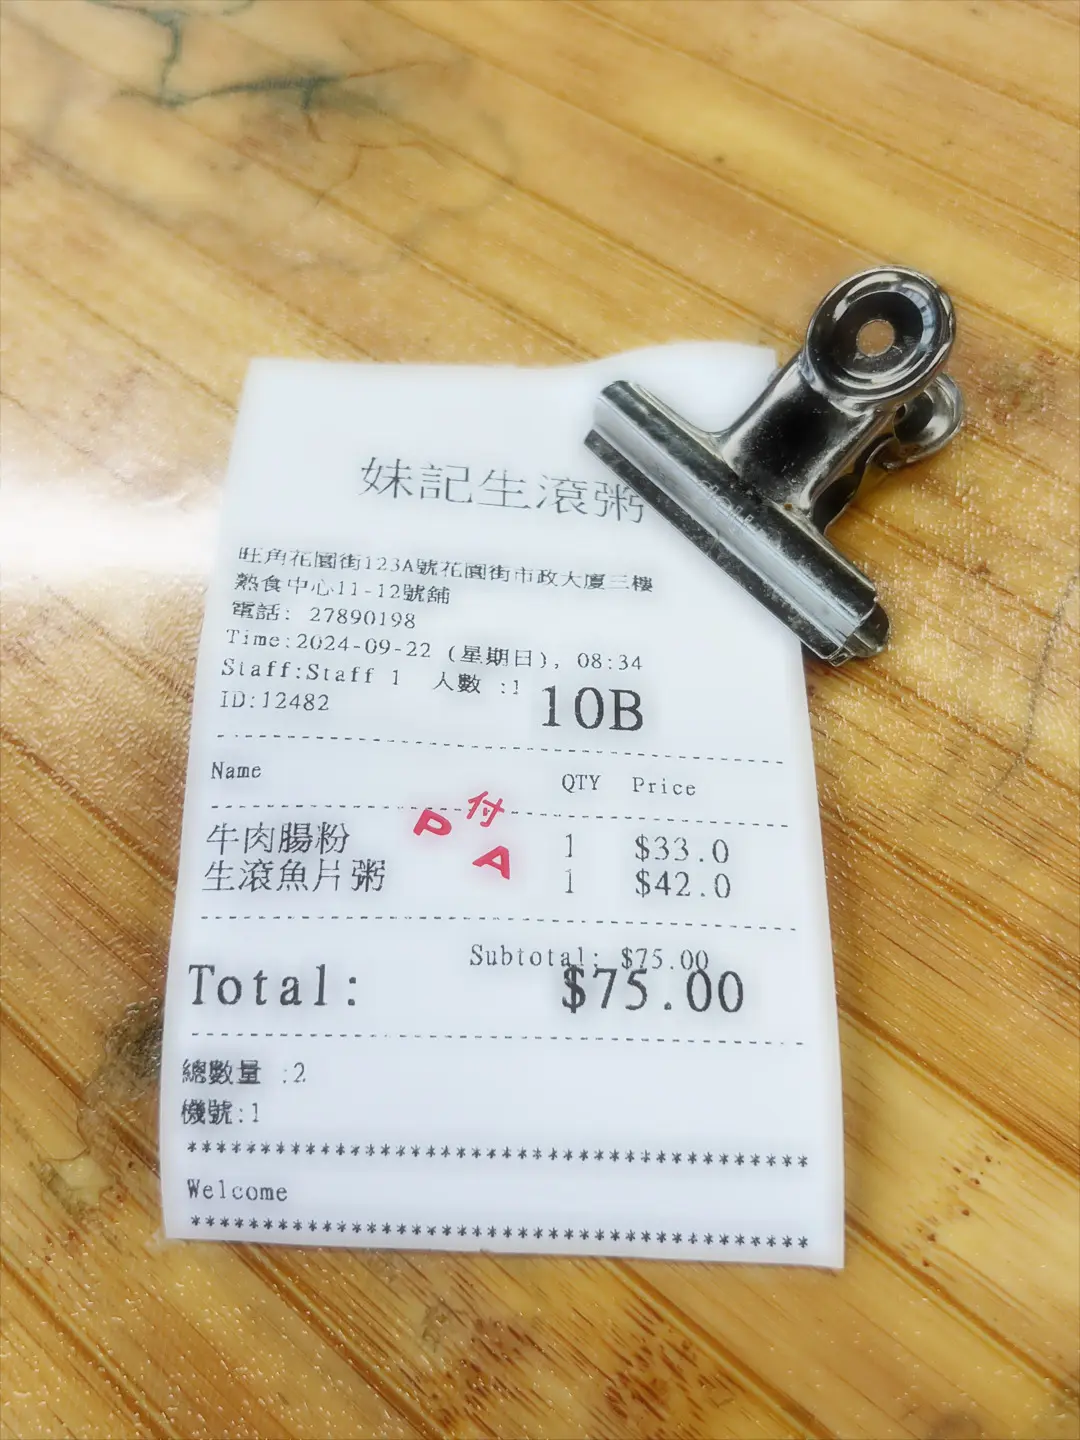 妹記生滾粥
旺角花園街123A號花園街市政大廈三樓
熟食中心11-12號舖
電話: 27890198
Time:2024-09-22 (星期日), 08:34
Staff:Staff 1 人數 :1
ID:12482 10B
Name QTY Price
牛肉腸粉 1 $33.0
生滾魚片粥 1 $42.0
付
P
A
Subtotal: $75.00
Total: $75.00
總數量 :2
機號:1
******************************************
Welcome
******************************************